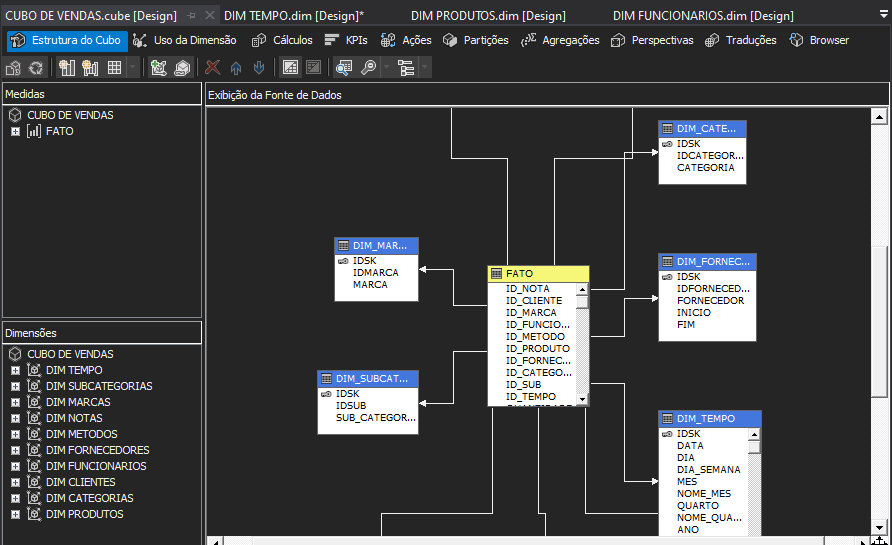 CUBO DE VENDAS.cube [Design]
DIM TEMPO.dim [Design]*
DIM PRODUTOS.dim [Design]
DIM FUNCIONARIOS.dim [Design]
Estrutura do Cubo
Uso da Dimensão
Cálculos
KPIs
Ações
Partições
Agregações
Perspectivas
Traduções
Browser
Medidas
CUBO DE VENDAS
FATO
Dimensões
CUBO DE VENDAS
DIM TEMPO
DIM SUBCATEGORIAS
DIM MARCAS
DIM NOTAS
DIM METODOS
DIM FORNECEDORES
DIM FUNCIONARIOS
DIM CLIENTES
DIM CATEGORIAS
DIM PRODUTOS
Exibição da Fonte de Dados
DIM_CATE...
IDSK
IDCATEGOR...
CATEGORIA
DIM_MAR...
IDSK
IDMARCA
MARCA
FATO
ID_NOTA
ID_CLIENTE
ID_MARCA
ID_FUNCIO...
ID_METODO
ID_PRODUTO
ID_FORNEC...
ID_CATEGO...
ID_SUB
ID_TEMPO
DIM_FORNEC...
IDSK
IDFORNECED...
FORNECEDOR
INICIO
FIM
DIM_SUBCAT...
IDSK
IDSUB
SUB_CATEGOR...
DIM_TEMPO
IDSK
DATA
DIA
DIA_SEMANA
MES
NOME_MES
QUARTO
NOME_QUA...
ANO